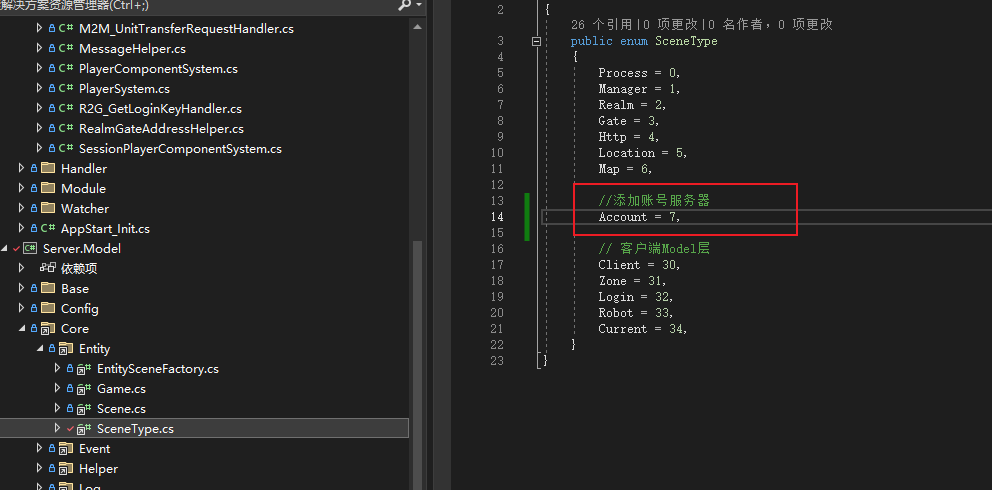 解决方案资源管理器(Ctrl+;)
M2M_UnitTransferRequestHandler.cs
MessageHelper.cs
PlayerComponentSystem.cs
PlayerSystem.cs
R2G_GetLoginKeyHandler.cs
RealmGateAddressHelper.cs
SessionPlayerComponentSystem.cs
Handler
Module
Watcher
AppStart_Init.cs
Server.Model
依赖项
Base
Config
Core
Entity
EntitySceneFactory.cs
Game.cs
Scene.cs
SceneType.cs
Event
Helper
Log
2 {
26 个引用|0 项更改|0 名作者, 0 项更改
3 public enum SceneType
4 {
5 Process = 0,
6 Manager = 1,
7 Realm = 2,
8 Gate = 3,
9 Http = 4,
10 Location = 5,
11 Map = 6,
12
13 //添加账号服务器
14 Account = 7,
15
16 // 客户端Model层
17 Client = 30,
18 Zone = 31,
19 Login = 32,
20 Robot = 33,
21 Current = 34,
22 }
23 }